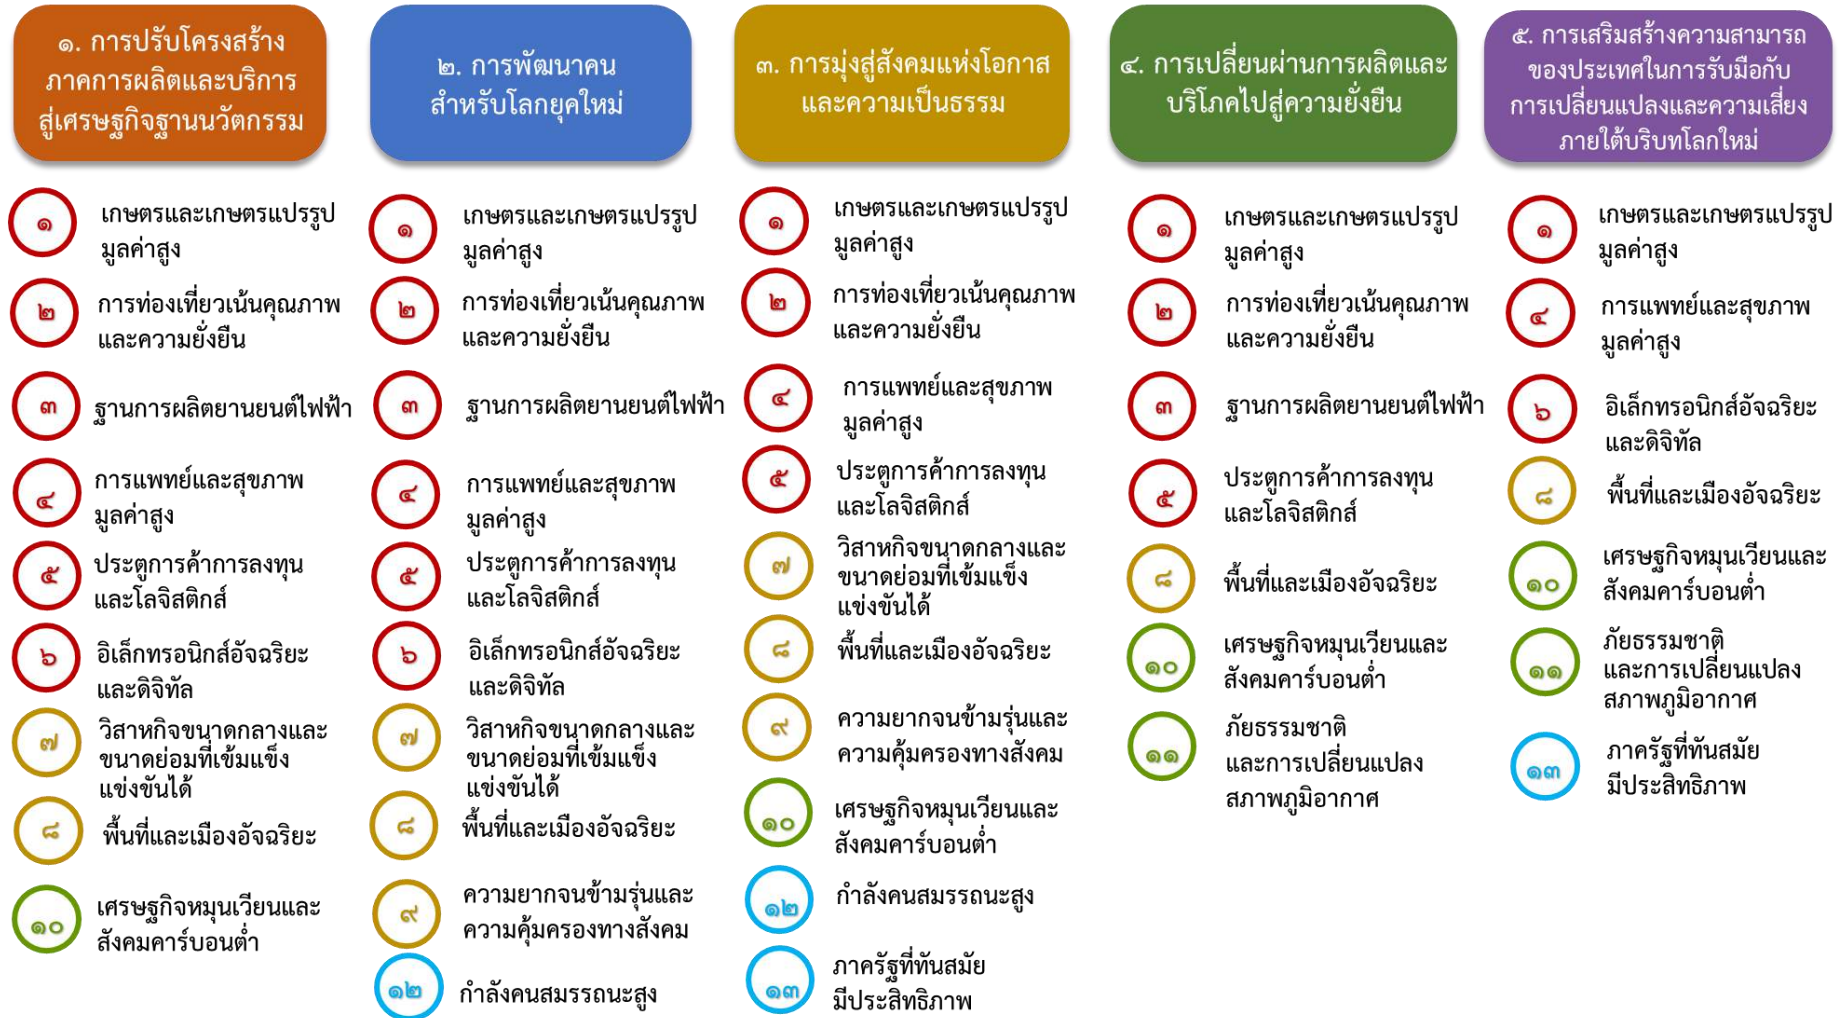 ๑. การปรับโครงสร้าง
ภาคการผลิตและบริการ
สู่เศรษฐกิจฐานนวัตกรรม
๑
เกษตรและเกษตรแปรรูป
มูลค่าสูง
๒
การท่องเที่ยวเน้นคุณภาพ
และความยั่งยืน
๓
ฐานการผลิตยานยนต์ไฟฟ้า
๔
การแพทย์และสุขภาพ
มูลค่าสูง
๕
ประตูการค้าการลงทุน
และโลจิสติกส์
๖
อิเล็กทรอนิกส์อัจฉริยะ
และดิจิทัล
๗
วิสาหกิจขนาดกลางและ
ขนาดย่อมที่เข้มแข็ง
แข่งขันได้
๘
พื้นที่และเมืองอัจฉริยะ
๑๐
เศรษฐกิจหมุนเวียนและ
สังคมคาร์บอนต่ำ
๒. การพัฒนาคน
สำหรับโลกยุคใหม่
๑
เกษตรและเกษตรแปรรูป
มูลค่าสูง
๒
การท่องเที่ยวเน้นคุณภาพ
และความยั่งยืน
๓
ฐานการผลิตยานยนต์ไฟฟ้า
๔
การแพทย์และสุขภาพ
มูลค่าสูง
๕
ประตูการค้าการลงทุน
และโลจิสติกส์
๖
อิเล็กทรอนิกส์อัจฉริยะ
และดิจิทัล
๗
วิสาหกิจขนาดกลางและ
ขนาดย่อมที่เข้มแข็ง
แข่งขันได้
๘
พื้นที่และเมืองอัจฉริยะ
๙
ความยากจนข้ามรุ่นและ
ความคุ้มครองทางสังคม
๑๒
กำลังคนสมรรถนะสูง
๓. การมุ่งสู่สังคมแห่งโอกาส
และความเป็นธรรม
๑
เกษตรและเกษตรแปรรูป
มูลค่าสูง
๒
การท่องเที่ยวเน้นคุณภาพ
และความยั่งยืน
๔
การแพทย์และสุขภาพ
มูลค่าสูง
๕
ประตูการค้าการลงทุน
และโลจิสติกส์
๗
วิสาหกิจขนาดกลางและ
ขนาดย่อมที่เข้มแข็ง
แข่งขันได้
๘
พื้นที่และเมืองอัจฉริยะ
๙
ความยากจนข้ามรุ่นและ
ความคุ้มครองทางสังคม
๑๐
เศรษฐกิจหมุนเวียนและ
สังคมคาร์บอนต่ำ
๑๒
กำลังคนสมรรถนะสูง
๑๓
ภาครัฐที่ทันสมัย
มีประสิทธิภาพ
๔. การเปลี่ยนผ่านการผลิตและ
บริโภคไปสู่ความยั่งยืน
๑
เกษตรและเกษตรแปรรูป
มูลค่าสูง
๒
การท่องเที่ยวเน้นคุณภาพ
และความยั่งยืน
๓
ฐานการผลิตยานยนต์ไฟฟ้า
๕
ประตูการค้าการลงทุน
และโลจิสติกส์
๘
พื้นที่และเมืองอัจฉริยะ
๑๐
เศรษฐกิจหมุนเวียนและ
สังคมคาร์บอนต่ำ
๑๑
ภัยธรรมชาติ
และการเปลี่ยนแปลง
สภาพภูมิอากาศ
๕. การเสริมสร้างความสามารถ
ของประเทศในการรับมือกับ
การเปลี่ยนแปลงและความเสี่ยง
ภายใต้บริบทโลกใหม่
๑
เกษตรและเกษตรแปรรูป
มูลค่าสูง
๔
การแพทย์และสุขภาพ
มูลค่าสูง
๖
อิเล็กทรอนิกส์อัจฉริยะ
และดิจิทัล
๘
พื้นที่และเมืองอัจฉริยะ
๑๐
เศรษฐกิจหมุนเวียนและ
สังคมคาร์บอนต่ำ
๑๑
ภัยธรรมชาติ
และการเปลี่ยนแปลง
สภาพภูมิอากาศ
๑๓
ภาครัฐที่ทันสมัย
มีประสิทธิภาพ